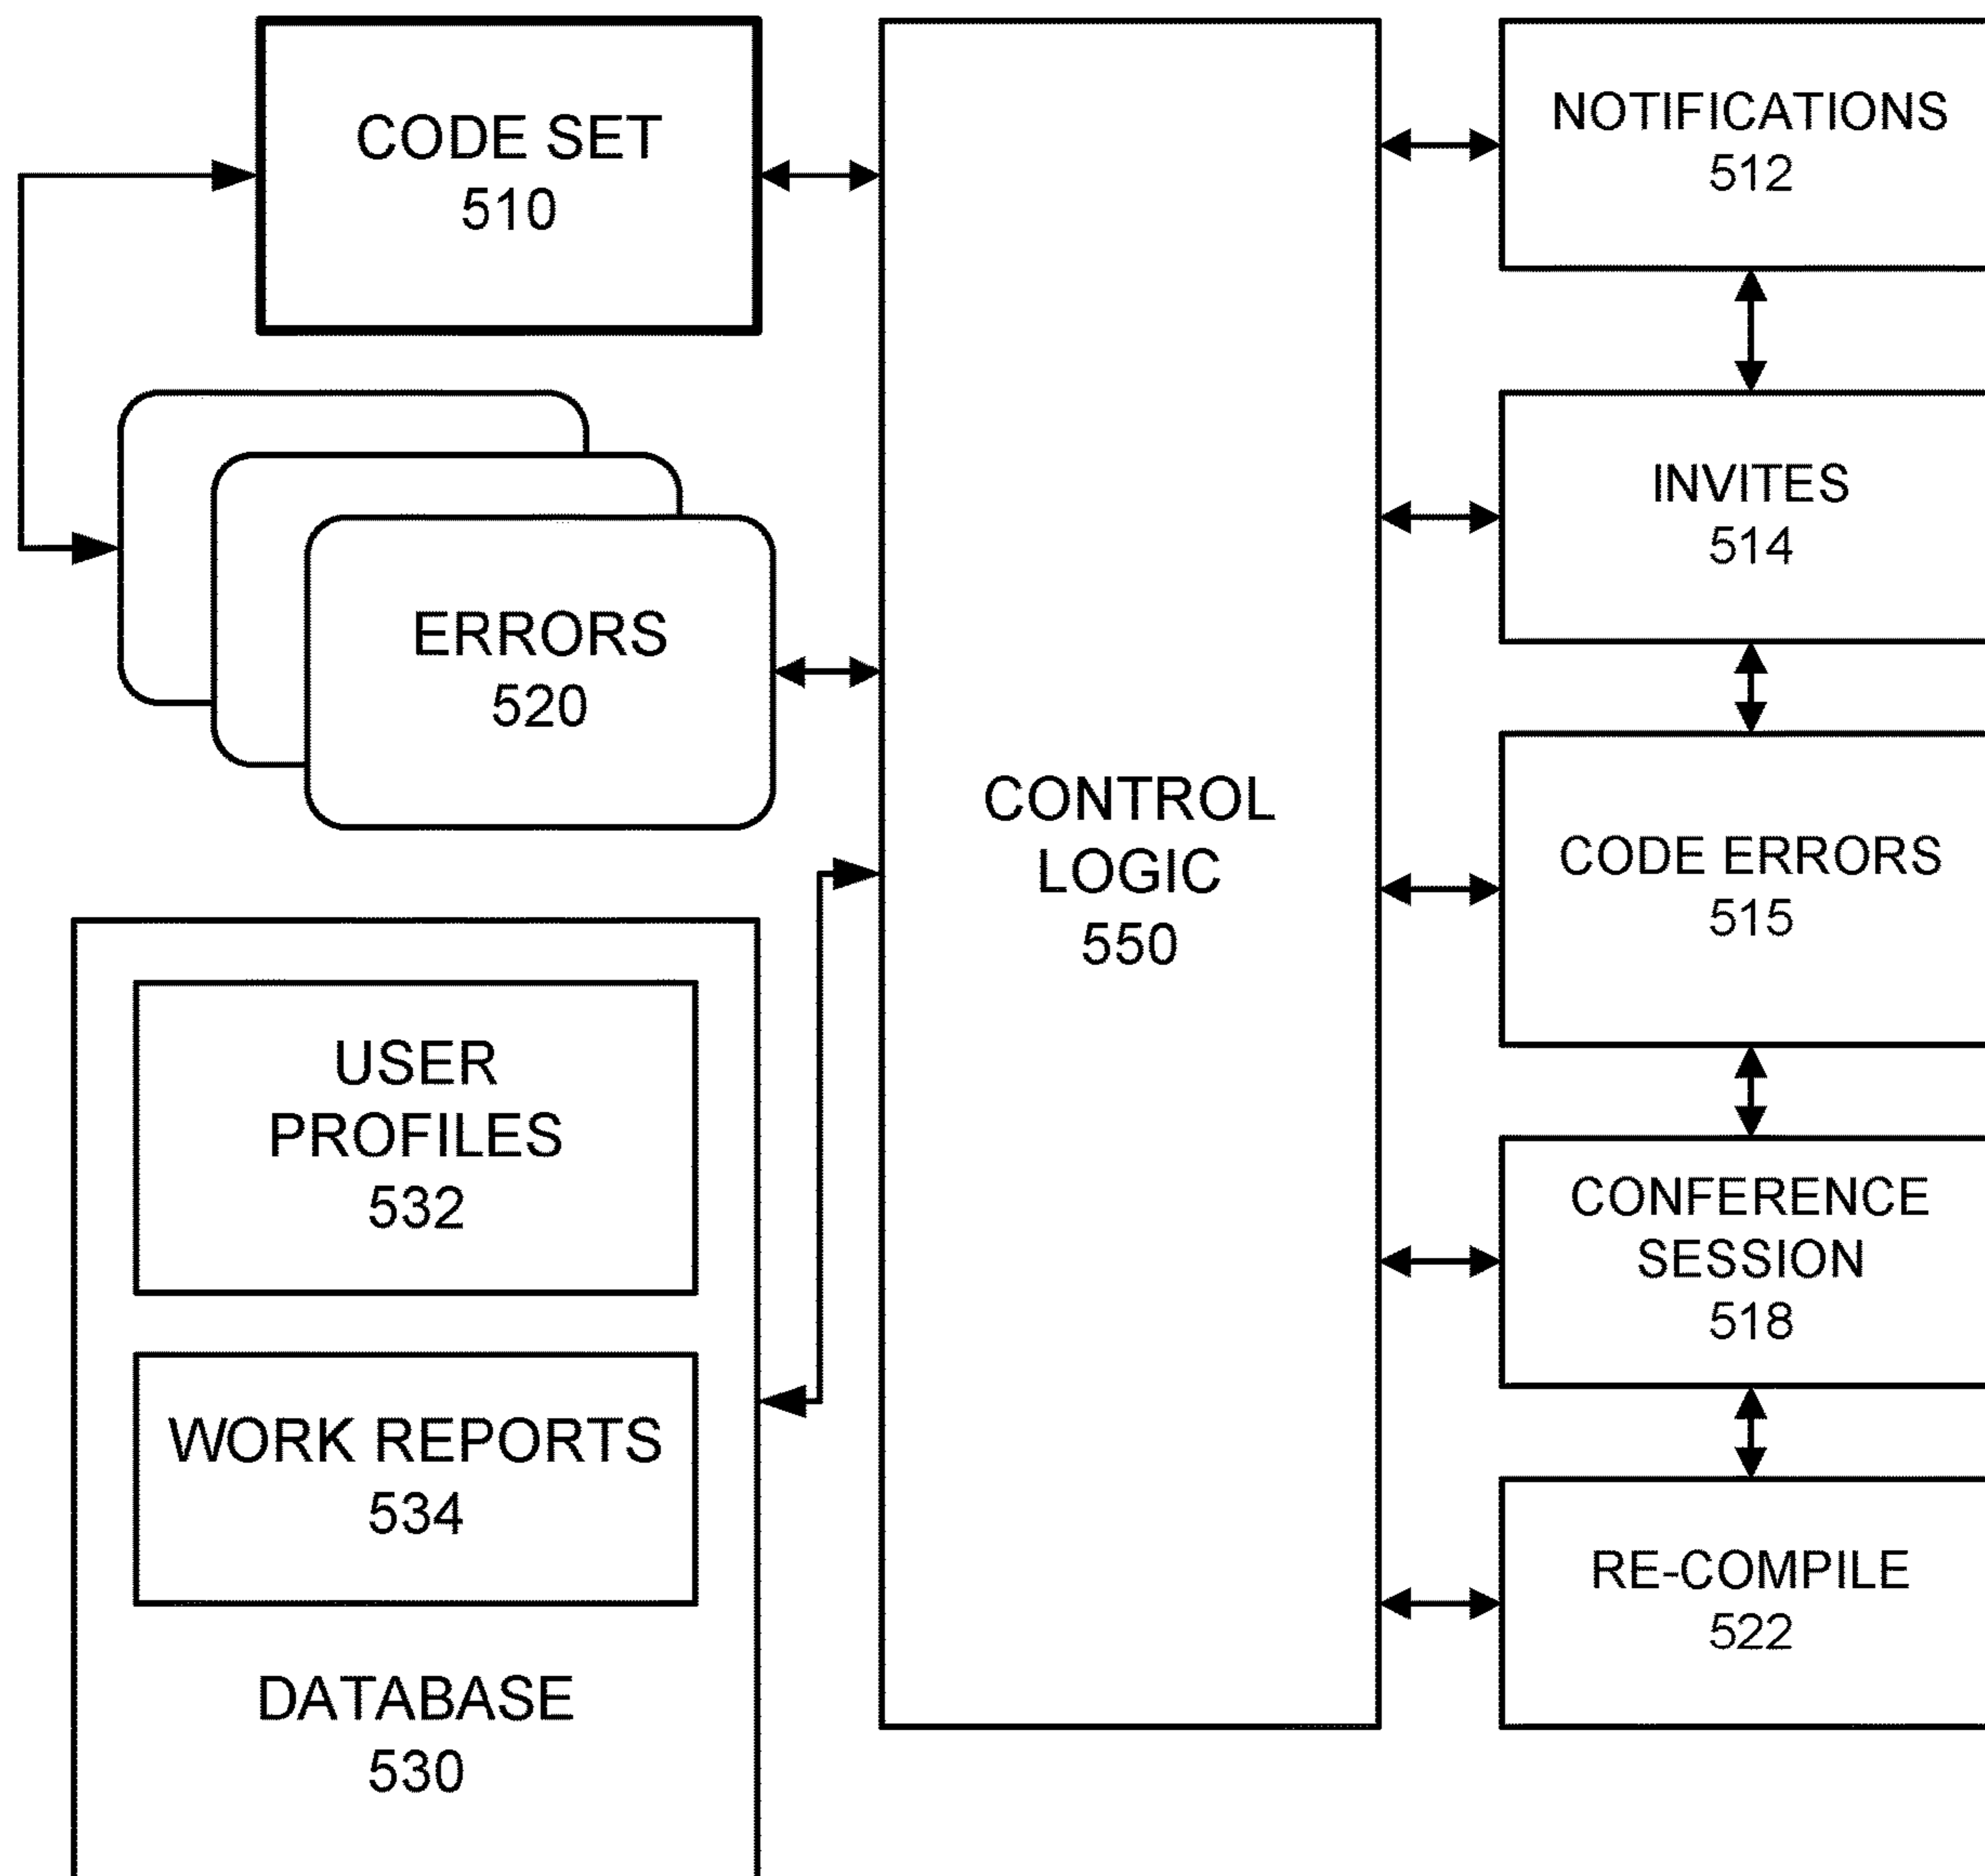 CODE SET
510
ERRORS
520
USER
PROFILES
532
WORK REPORTS
534
DATABASE
530
CONTROL
LOGIC
550
NOTIFICATIONS
512
INVITES
514
CODE ERRORS
515
CONFERENCE
SESSION
518
RE-COMPILE
522